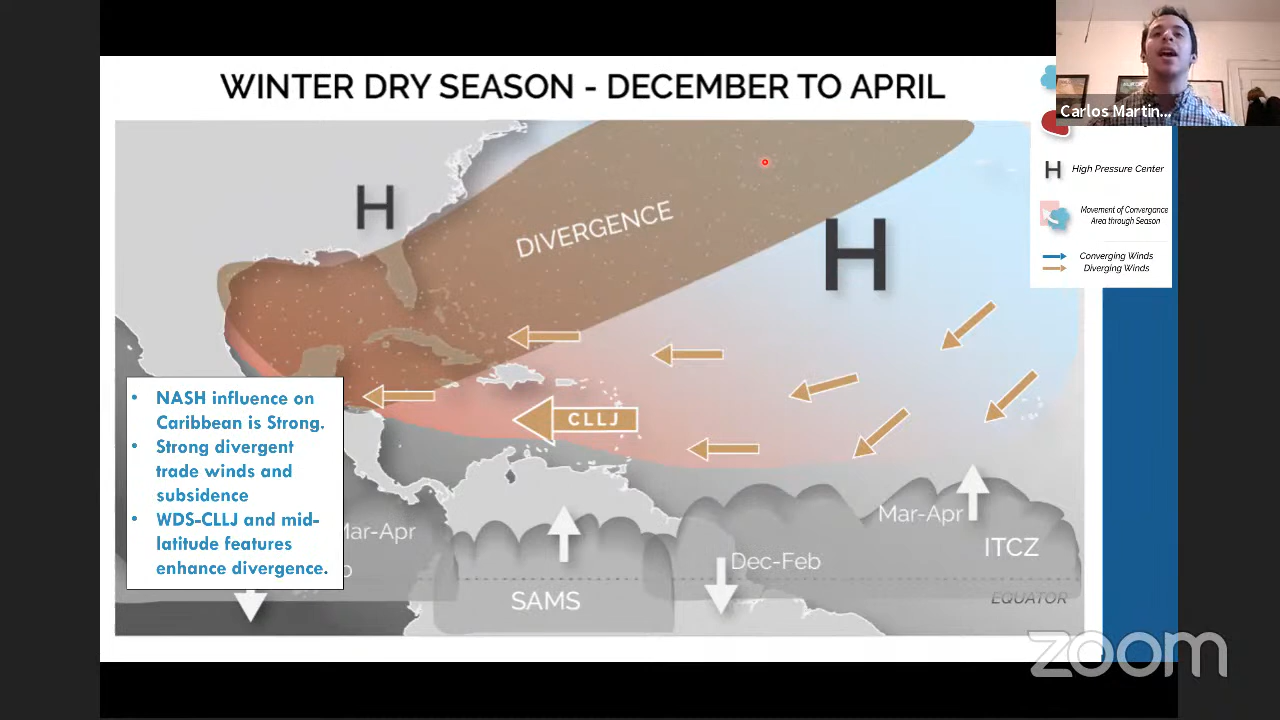 WINTER DRY SEASON - DECEMBER TO APRIL
Carlos Martin...
H
High Pressure Center
Movement of Convergance
Area through Season
Converging Winds
Diverging Winds
H
DIVERGENCE
H
CLLJ
• NASH influence on
Caribbean is Strong.
• Strong divergent
trade winds and
subsidence
• WDS-CLLJ and mid-
latitude features
enhance divergence.
Mar-Apr
Mar-Apr
ITCZ
Dec-Feb
SAMS
EQUATOR
zoom